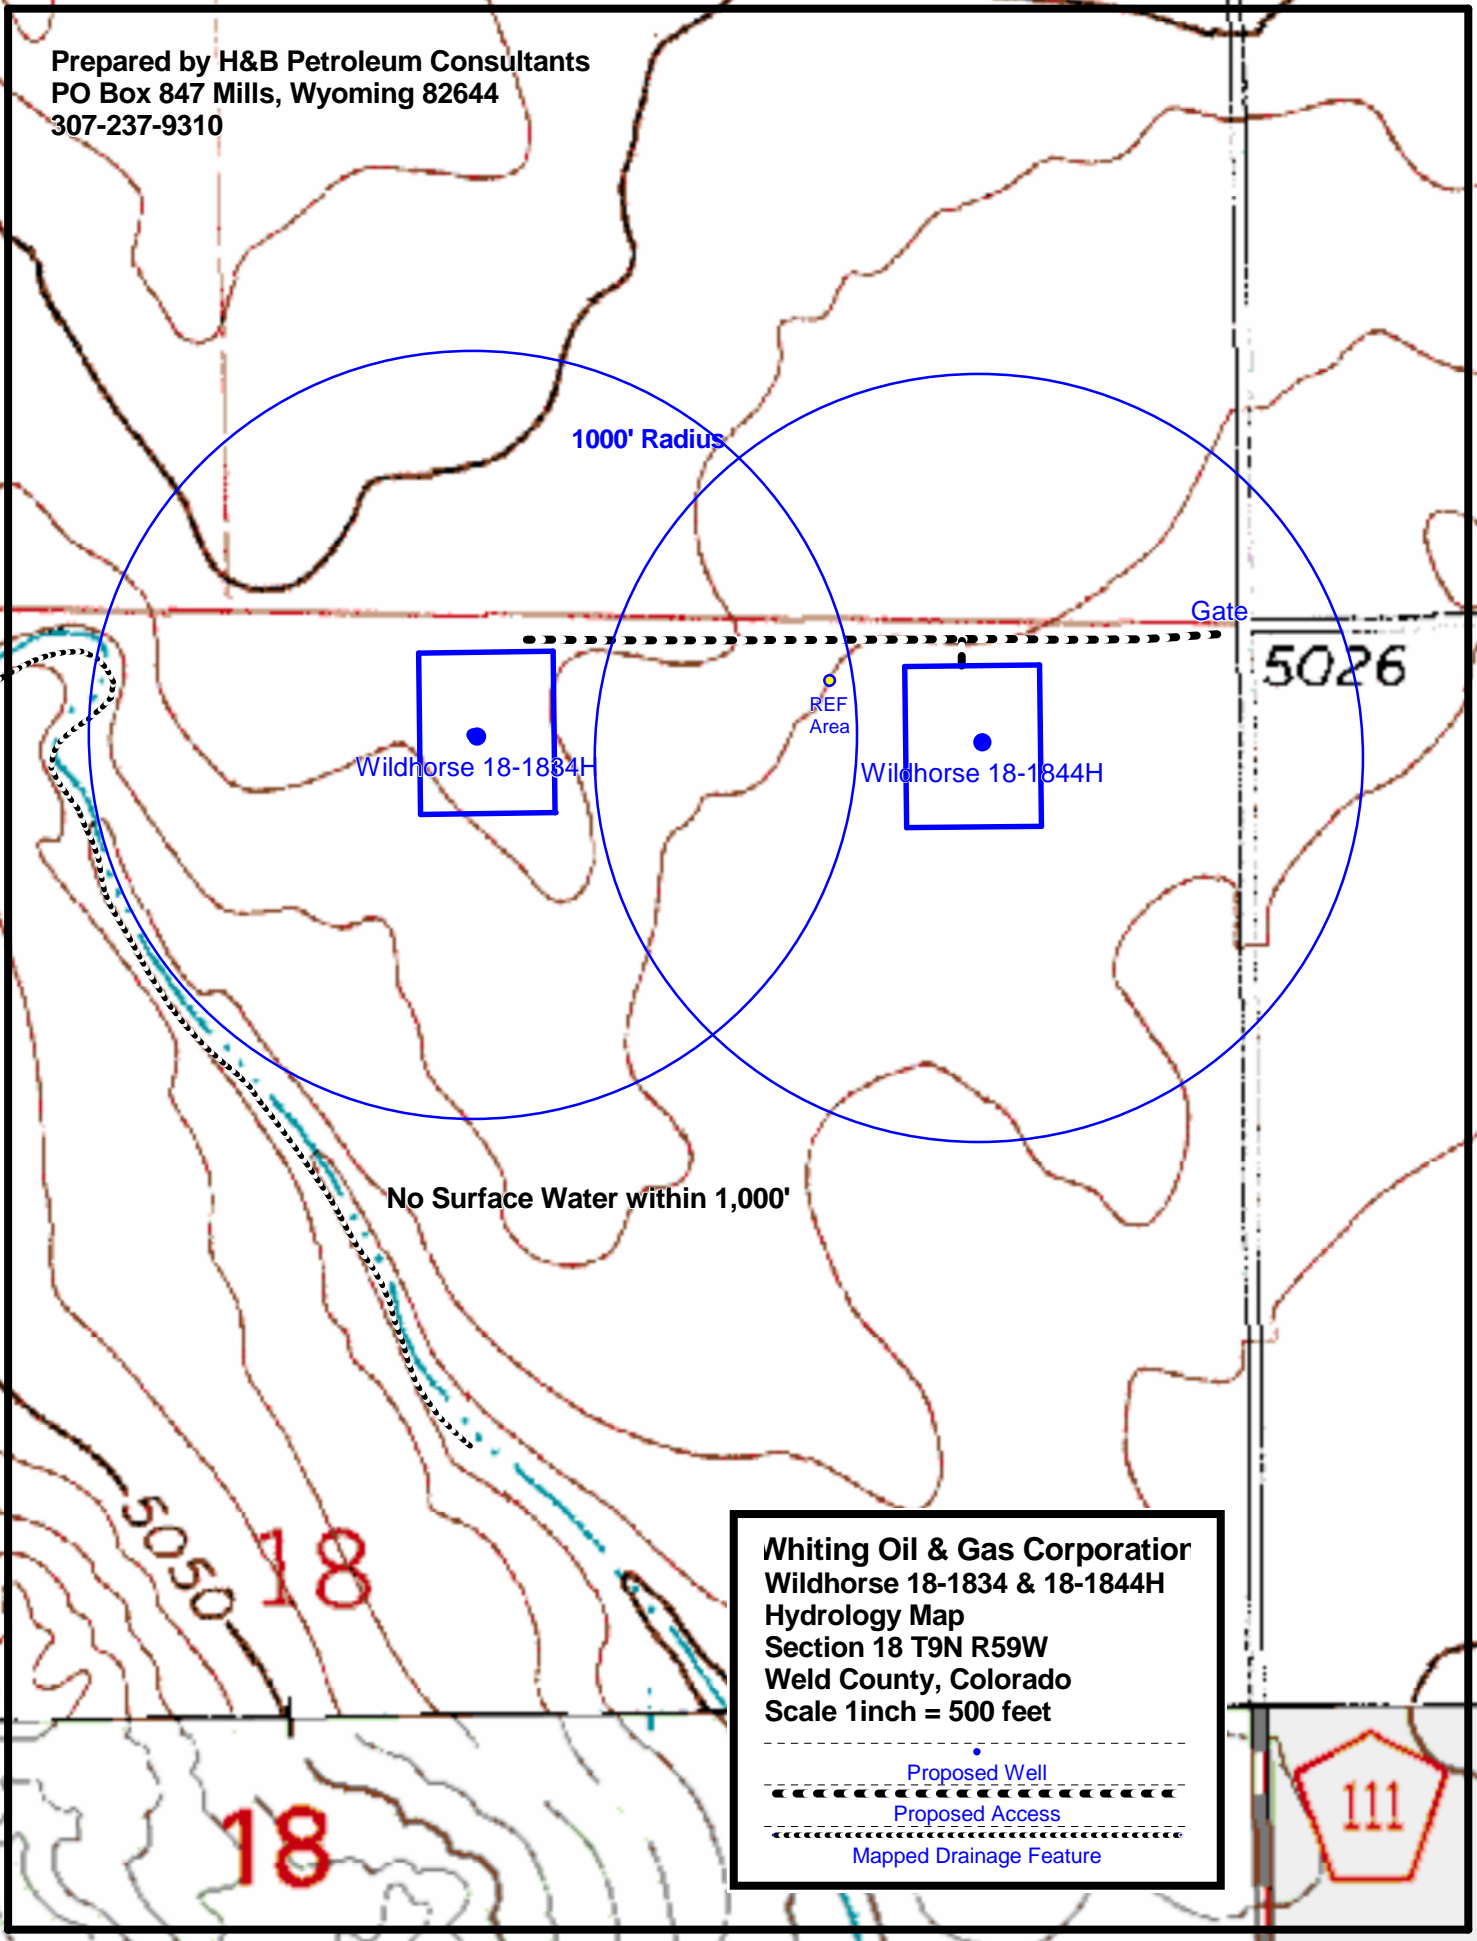 Prepared by H&B Petroleum Consultants
PO Box 847 Mills, Wyoming 82644
307-237-9310
1000' Radius
Gate
5026
REF
Area
Wildhorse 18-1834H
Wildhorse 18-1844H
No Surface Water within 1,000'
5050
18
Whiting Oil & Gas Corporation
Wildhorse 18-1834 & 18-1844H
Hydrology Map
Section 18 T9N R59W
Weld County, Colorado
Scale 1inch = 500 feet
Proposed Well
Proposed Access
Mapped Drainage Feature
18
111